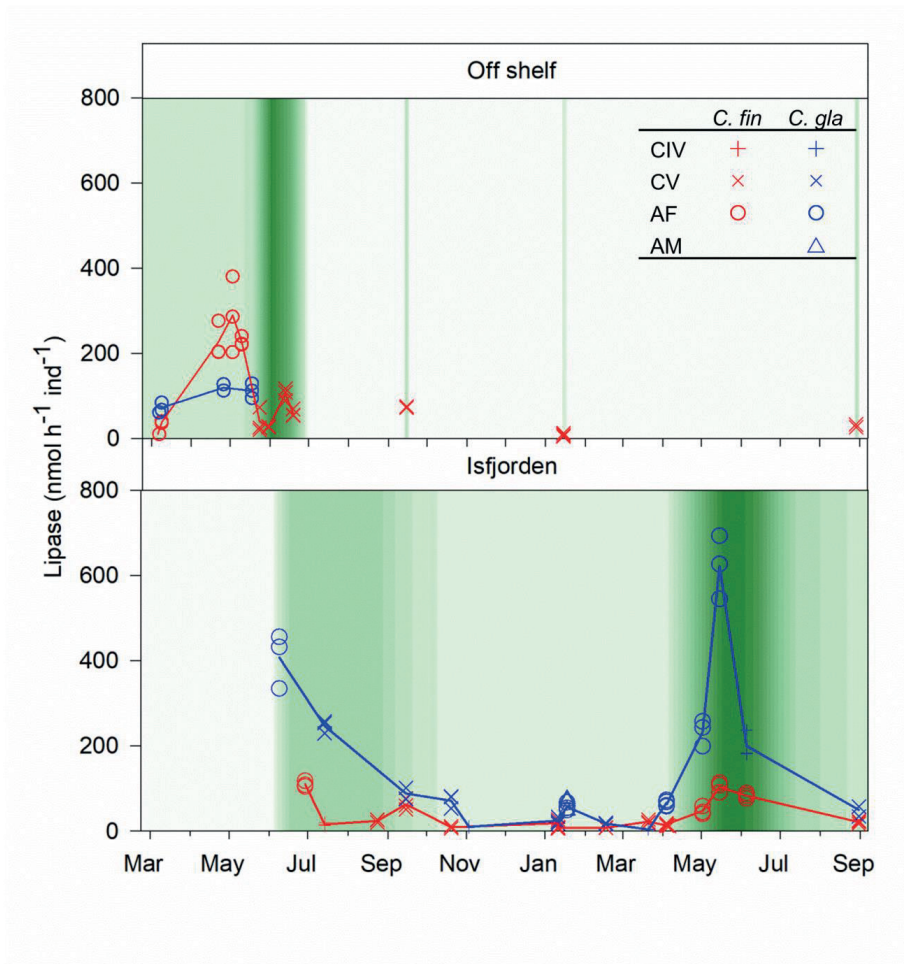 Off shelf
800
600
400
200
0
C. fin C. gla
CIV
CV
AF
AM
Lipase (nmol h⁻¹ ind⁻¹)
Isfjorden
800
600
400
200
0
Mar May Jul Sep Nov Jan Mar May Jul Sep